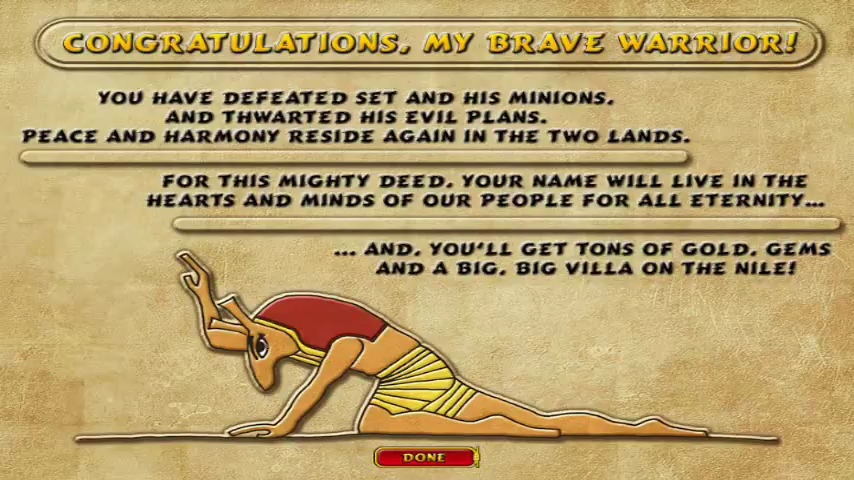 CONGRATULATIONS, MY BRAVE WARRIOR!
YOU HAVE DEFEATED SET AND HIS MINIONS,
AND THWARTED HIS EVIL PLANS.
PEACE AND HARMONY RESIDE AGAIN IN THE TWO LANDS.
FOR THIS MIGHTY DEED, YOUR NAME WILL LIVE IN THE
HEARTS AND MINDS OF OUR PEOPLE FOR ALL ETERNITY...
... AND, YOU'LL GET TONS OF GOLD, GEMS
AND A BIG, BIG VILLA ON THE NILE!
DONE